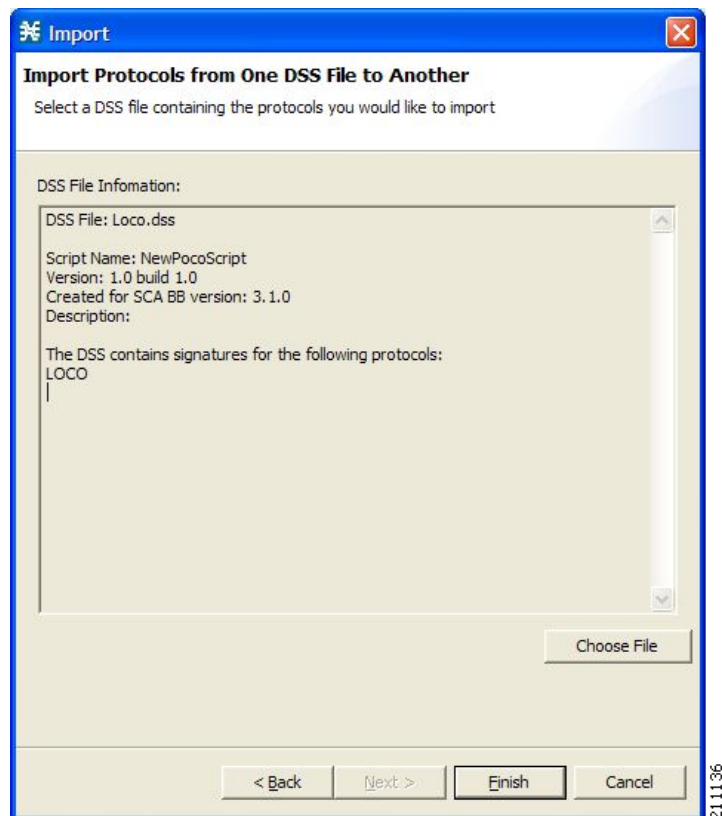 Import
Import Protocols from One DSS File to Another
Select a DSS file containing the protocols you would like to import
DSS File Infomation:
DSS File: Loco.dss
Script Name: NewPocoScript
Version: 1.0 build 1.0
Created for SCA BB version: 3.1.0
Description:
The DSS contains signatures for the following protocols:
LOCO
Choose File
< Back
Next >
Finish
Cancel
211136